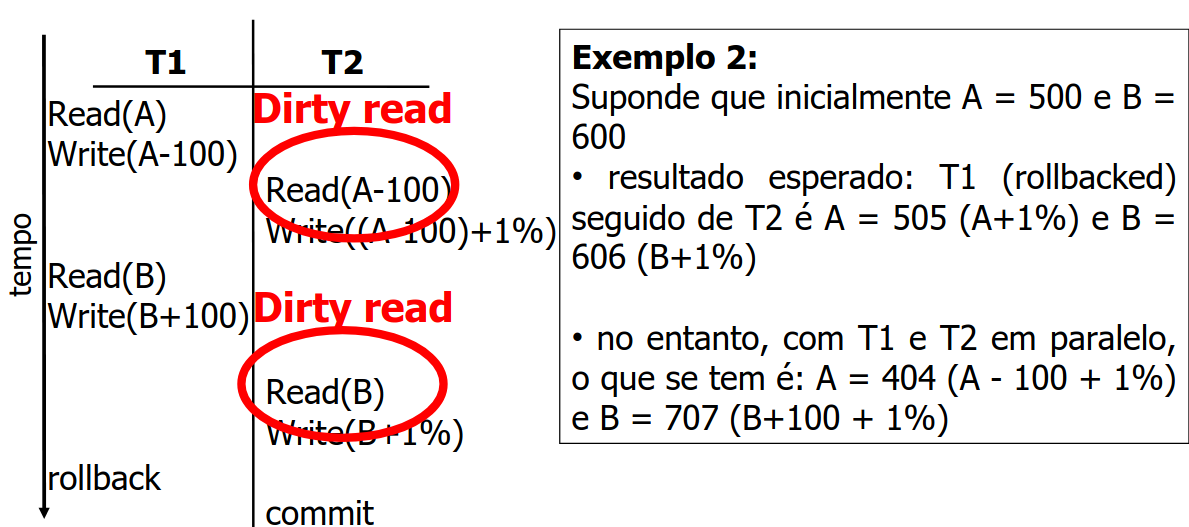 T1
T2
Read(A)
Write(A-100)
Dirty read
Read(A-100)
Write((A-100)+1%)
tempo
Read(B)
Write(B+100)
Dirty read
Read(B)
Write(B+1%)
rollback
commit
Exemplo 2:
Suponde que inicialmente A = 500 e B =
600
• resultado esperado: T1 (rollbacked)
seguido de T2 é A = 505 (A+1%) e B =
606 (B+1%)
• no entanto, com T1 e T2 em paralelo,
o que se tem é: A = 404 (A - 100 + 1%)
e B = 707 (B+100 + 1%)